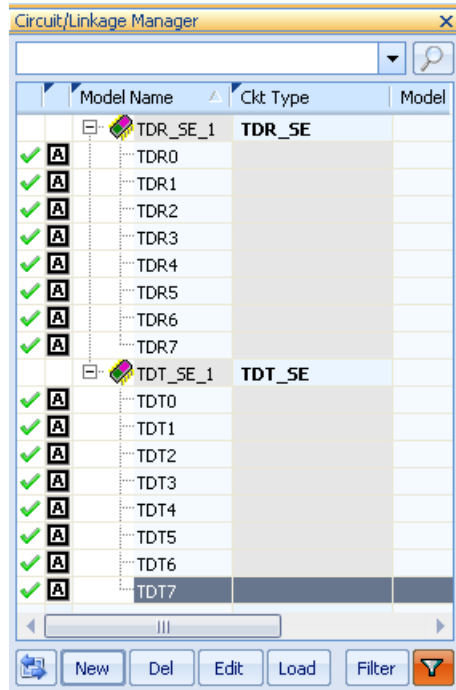 Circuit/Linkage Manager
Model Name Ckt Type Model
TDR_SE_1 TDR_SE
A TDR0
A TDR1
A TDR2
A TDR3
A TDR4
A TDR5
A TDR6
A TDR7
TDT_SE_1 TDT_SE
A TDT0
A TDT1
A TDT2
A TDT3
A TDT4
A TDT5
A TDT6
A TDT7
New Del Edit Load Filter